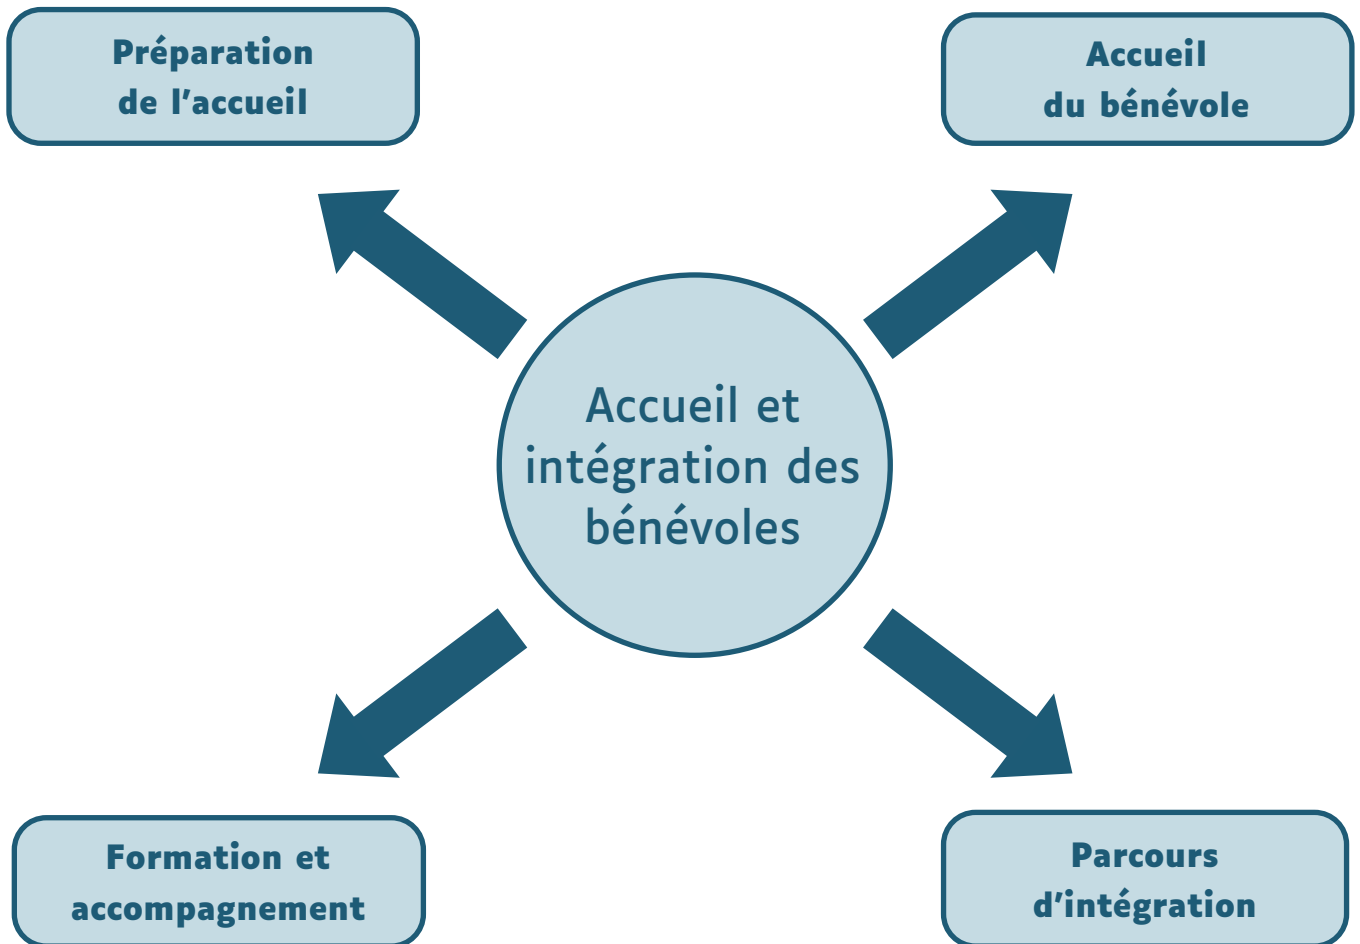 Préparation
de l'accueil
Accueil
du bénévole
Accueil et
intégration des
bénévoles
Formation et
accompagnement
Parcours
d'intégration